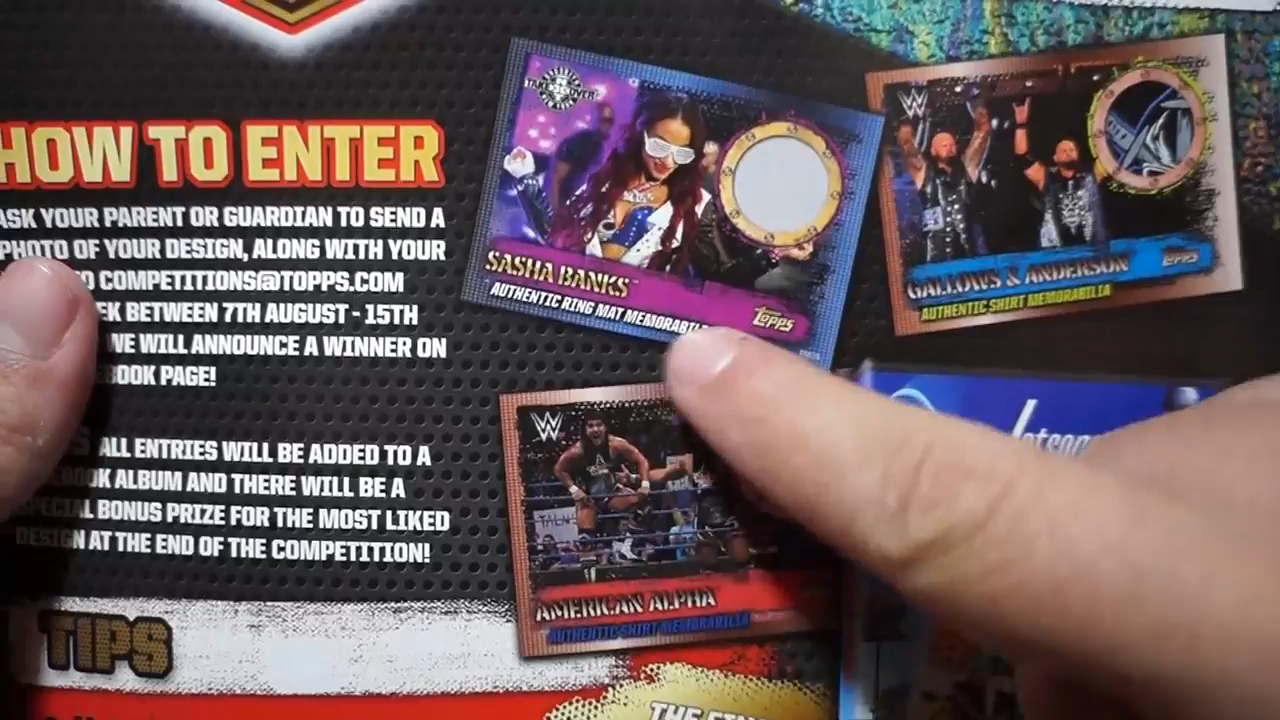 HOW TO ENTER
ASK YOUR PARENT OR GUARDIAN TO SEND A
PHOTO OF YOUR DESIGN, ALONG WITH YOUR
COMPETITIONS@TOPPS.COM
BETWEEN 7TH AUGUST - 15TH
WE WILL ANNOUNCE A WINNER ON
PAGE!
ALL ENTRIES WILL BE ADDED TO A
ALBUM AND THERE WILL BE A
SPECIAL BONUS PRIZE FOR THE MOST LIKED
DESIGN AT THE END OF THE COMPETITION!
TIPS
TAKEOVER
SASHA BANKS
AUTHENTIC RING MAT MEMORABILIA
TOPPS
W
GALLOWS & ANDERSON
TOPPS
AUTHENTIC SHIRT MEMORABILIA
W
AMERICAN ALPHA
AUTHENTIC SHIRT MEMORABILIA
THE